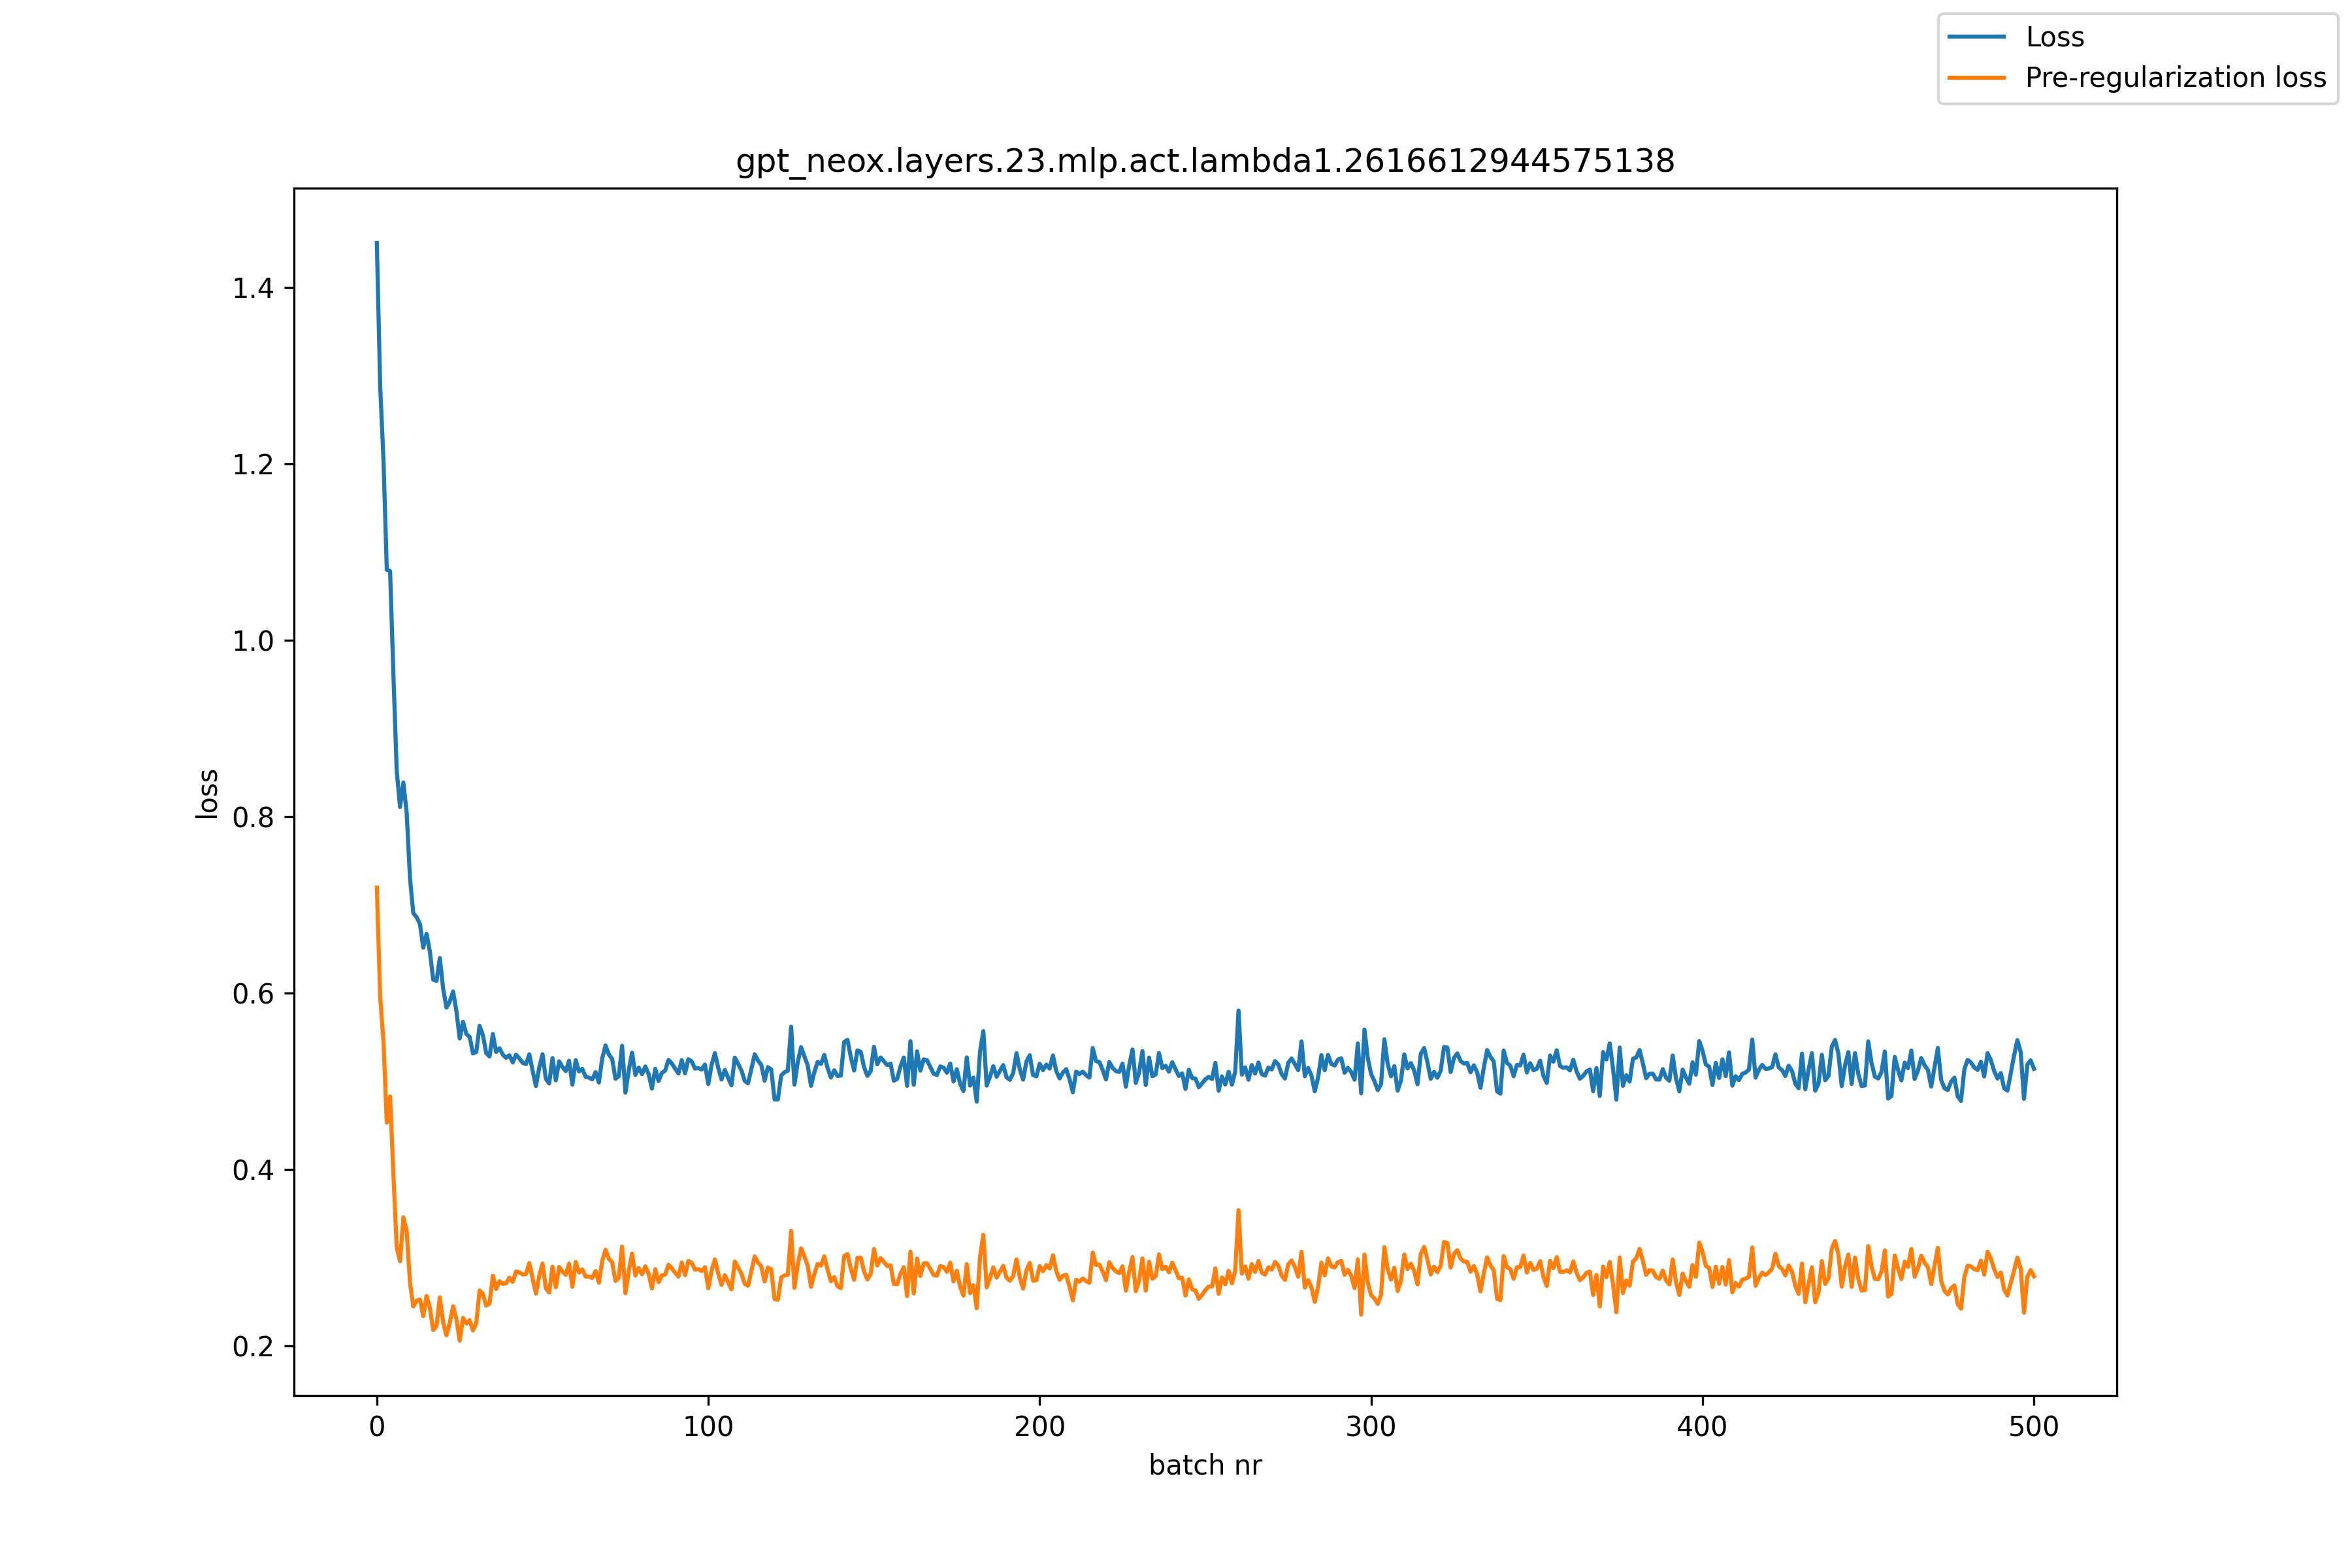 Loss
Pre-regularization loss
gpt_neox.layers.23.mlp.act.lambda1.2616612944575138
1.4
1.2
1.0
0.8
0.6
0.4
0.2
loss
0 100 200 300 400 500
batch nr